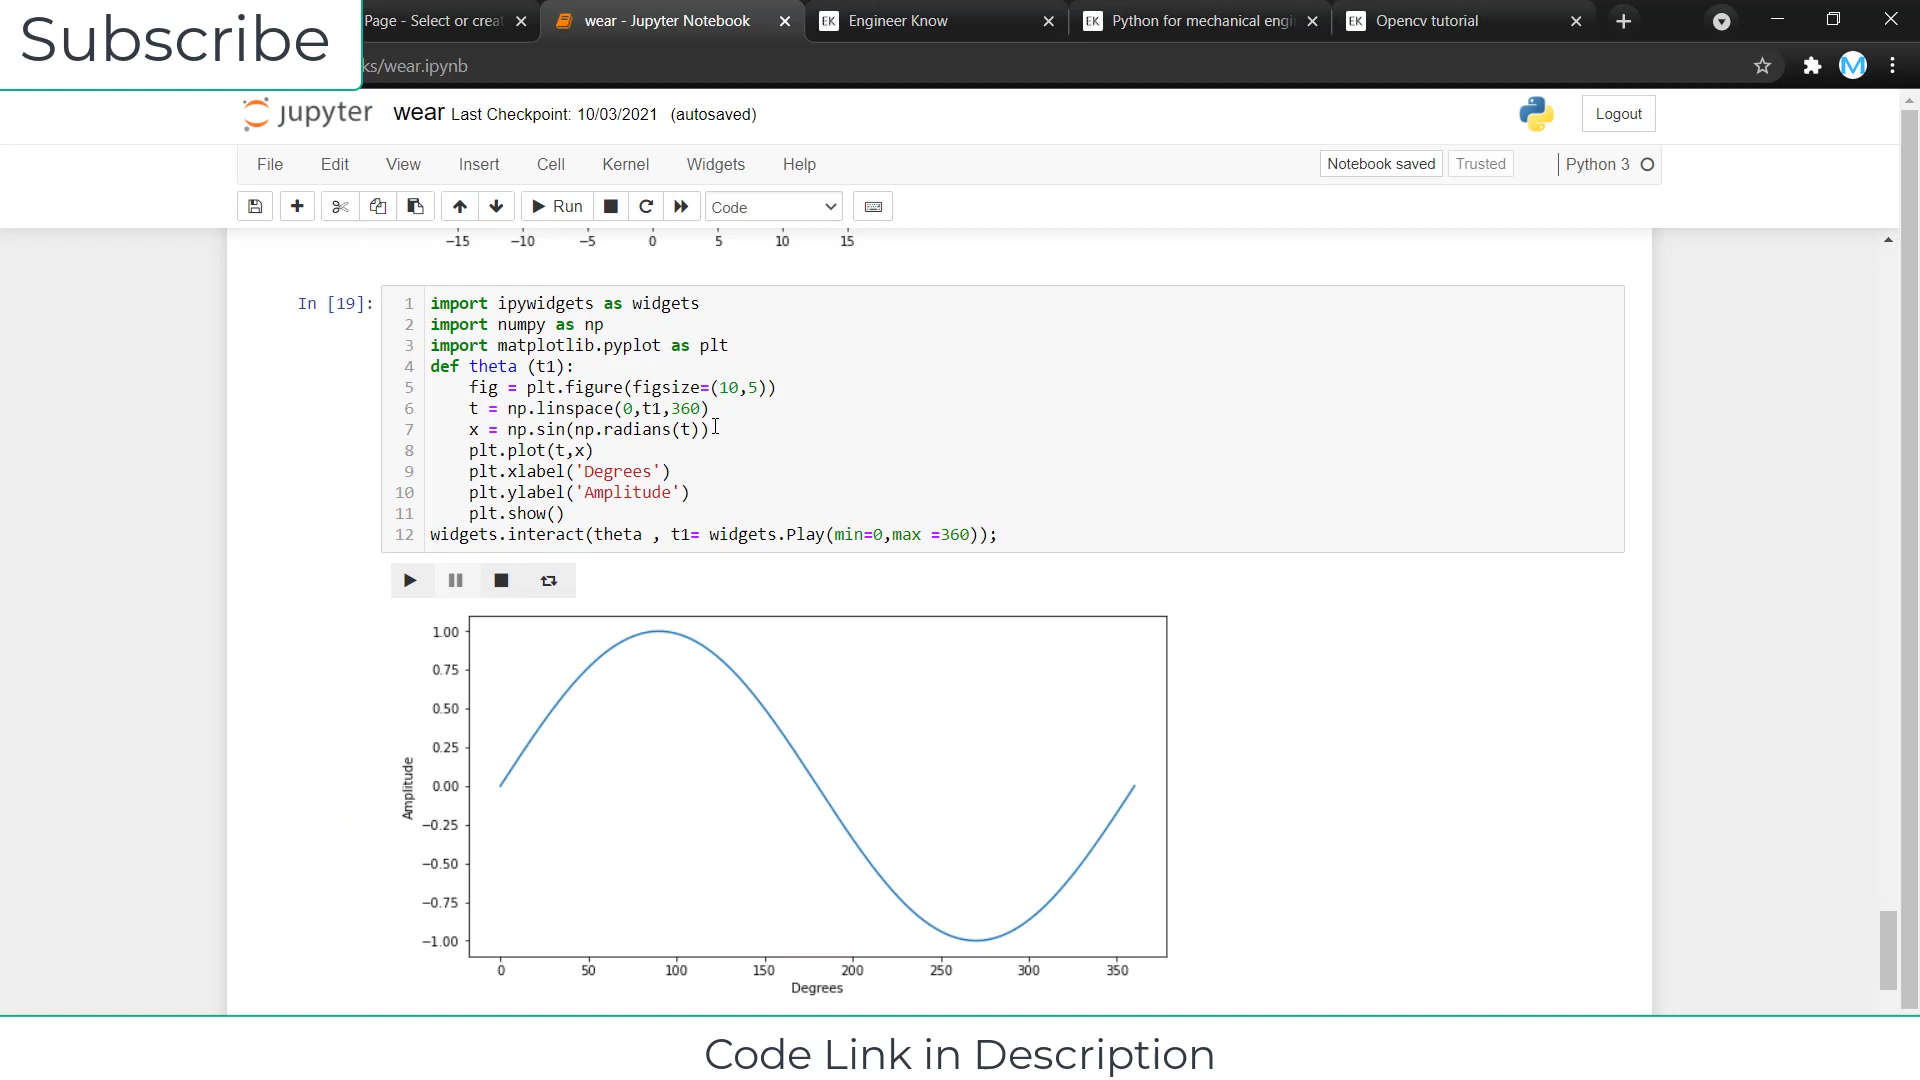 Subscribe
Page - Select or creat
wear - Jupyter Notebook
EK Engineer Know
EK Python for mechanical engi
EK Opencv tutorial
ks/wear.ipynb
M
jupyter wear Last Checkpoint: 10/03/2021 (autosaved)
Logout
File Edit View Insert Cell Kernel Widgets Help
Notebook saved Trusted Python 3
Run Code
−15 −10 −5 0 5 10 15
In [19]:
1 import ipywidgets as widgets
2 import numpy as np
3 import matplotlib.pyplot as plt
4 def theta (t1):
5 fig = plt.figure(figsize=(10,5))
6 t = np.linspace(0,t1,360)
7 x = np.sin(np.radians(t))
8 plt.plot(t,x)
9 plt.xlabel('Degrees')
10 plt.ylabel('Amplitude')
11 plt.show()
12 widgets.interact(theta , t1= widgets.Play(min=0,max =360));
1.00
0.75
0.50
0.25
0.00
−0.25
−0.50
−0.75
−1.00
Amplitude
0 50 100 150 200 250 300 350
Degrees
Code Link in Description